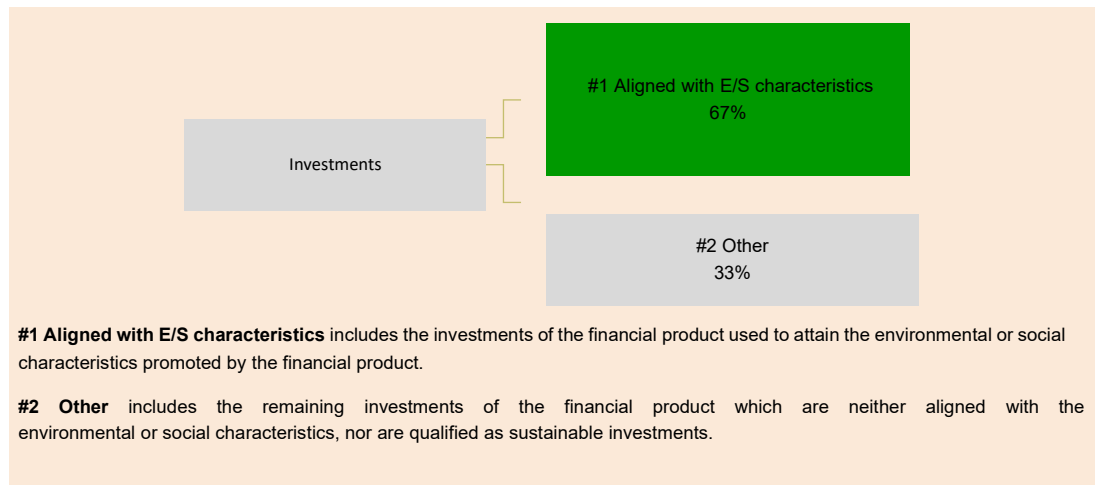 #1 Aligned with E/S characteristics
67%
Investments
#2 Other
33%
#1 Aligned with E/S characteristics includes the investments of the financial product used to attain the environmental or social
characteristics promoted by the financial product.
#2 Other includes the remaining investments of the financial product which are neither aligned with the
environmental or social characteristics, nor are qualified as sustainable investments.